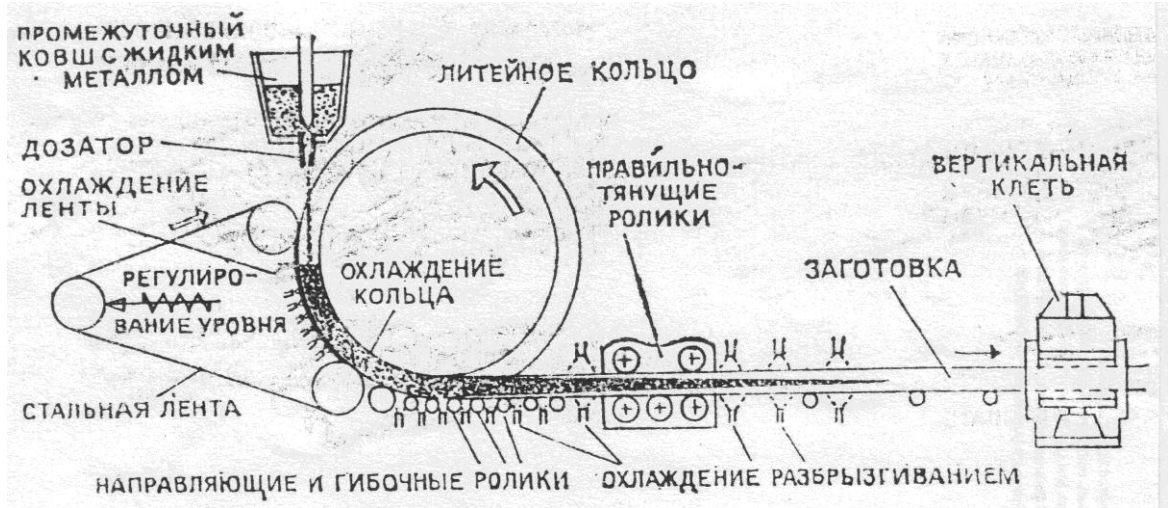 ПРОМЕЖУТОЧНЫЙ
КОВШ С ЖИДКИМ
МЕТАЛЛОМ
ЛИТЕЙНОЕ КОЛЬЦО
ДОЗАТОР
ОХЛАЖДЕНИЕ
ЛЕНТЫ
ПРАВИЛЬНО-
ТЯНУЩИЕ
РОЛИКИ
ВЕРТИКАЛЬНАЯ
КЛЕТЬ
РЕГУЛИРО-
ВАНИЕ УРОВНЯ
ОХЛАЖДЕНИЕ
КОЛЬЦА
ЗАГОТОВКА
СТАЛЬНАЯ ЛЕНТА
НАПРАВЛЯЮЩИЕ И ГИБОЧНЫЕ РОЛИКИ
ОХЛАЖДЕНИЕ РАЗБРЫЗГИВАНИЕМ